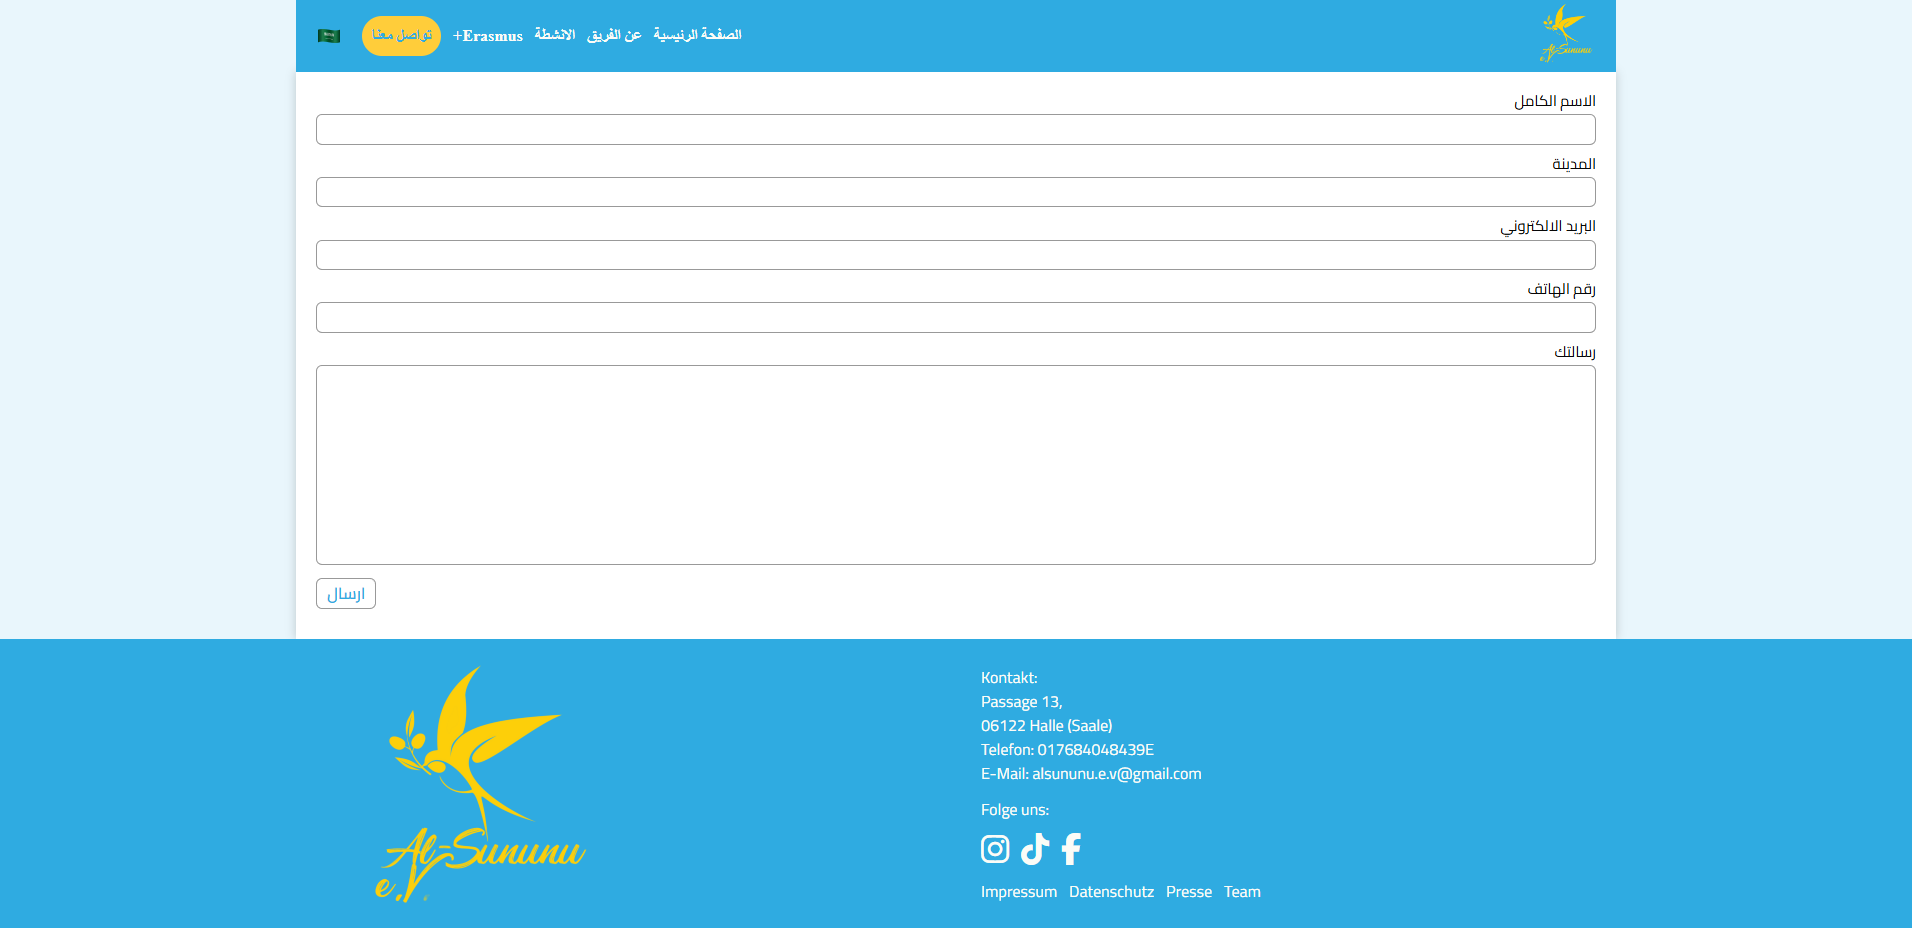 Al-Sununu e.V.
الصفحة الرئيسية عن الفريق الانشطة Erasmus+ تواصل معنا
الاسم الكامل
المدينة
البريد الالكتروني
رقم الهاتف
رسالتك
ارسال
Kontakt:
Passage 13,
06122 Halle (Saale)
Telefon: 017684048439E
E-Mail: alsununu.e.v@gmail.com
Folge uns:
Impressum Datenschutz Presse Team
Al-Sununu
e.V.